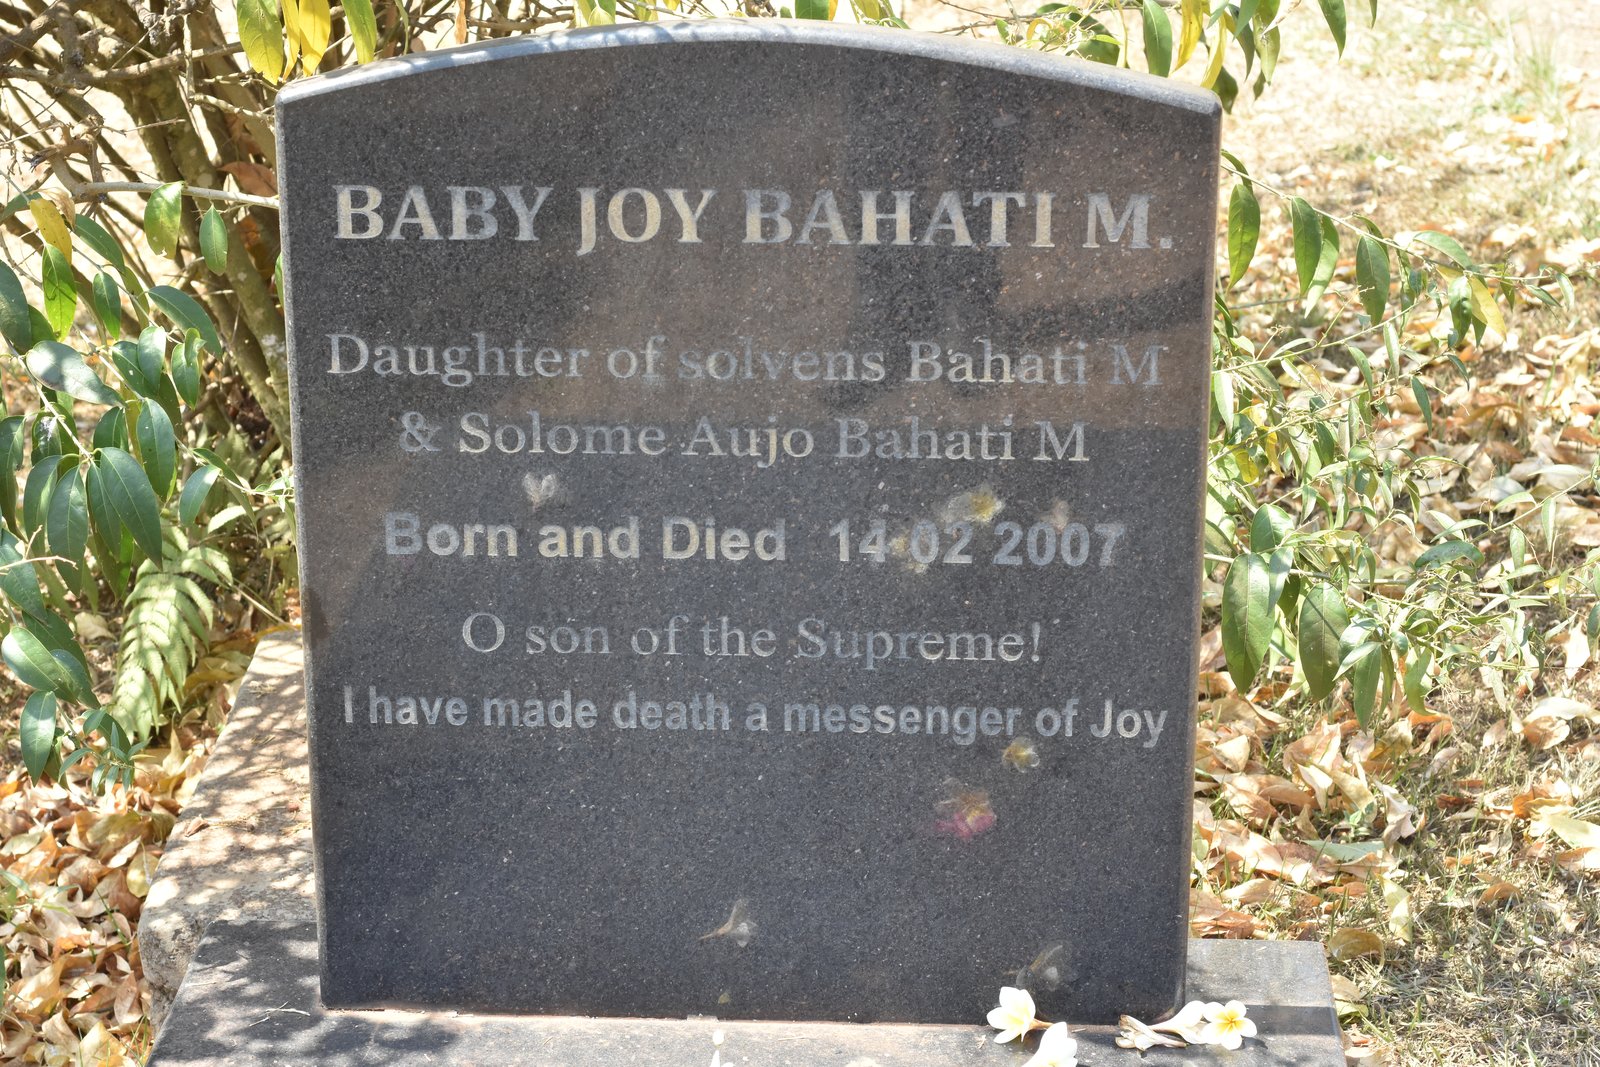 BABY JOY BAHATI M.
Daughter of solvens Bahati M
& Solome Aujo Bahati M
Born and Died 14 02 2007
O son of the Supreme!
I have made death a messenger of Joy